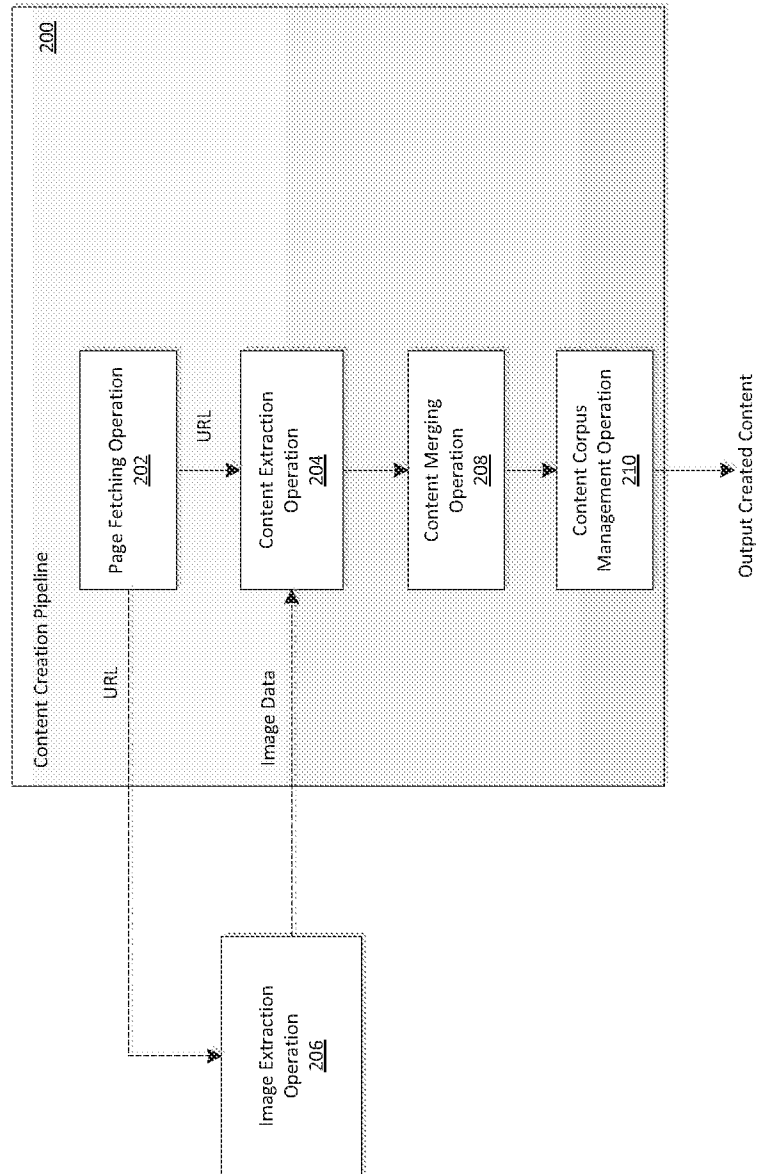 Content Creation Pipeline
200
Page Fetching Operation
202
URL
URL
Image Extraction
Operation
206
Image Data
Content Extraction
Operation
204
Content Merging
Operation
208
Content Corpus
Management Operation
210
Output Created Content